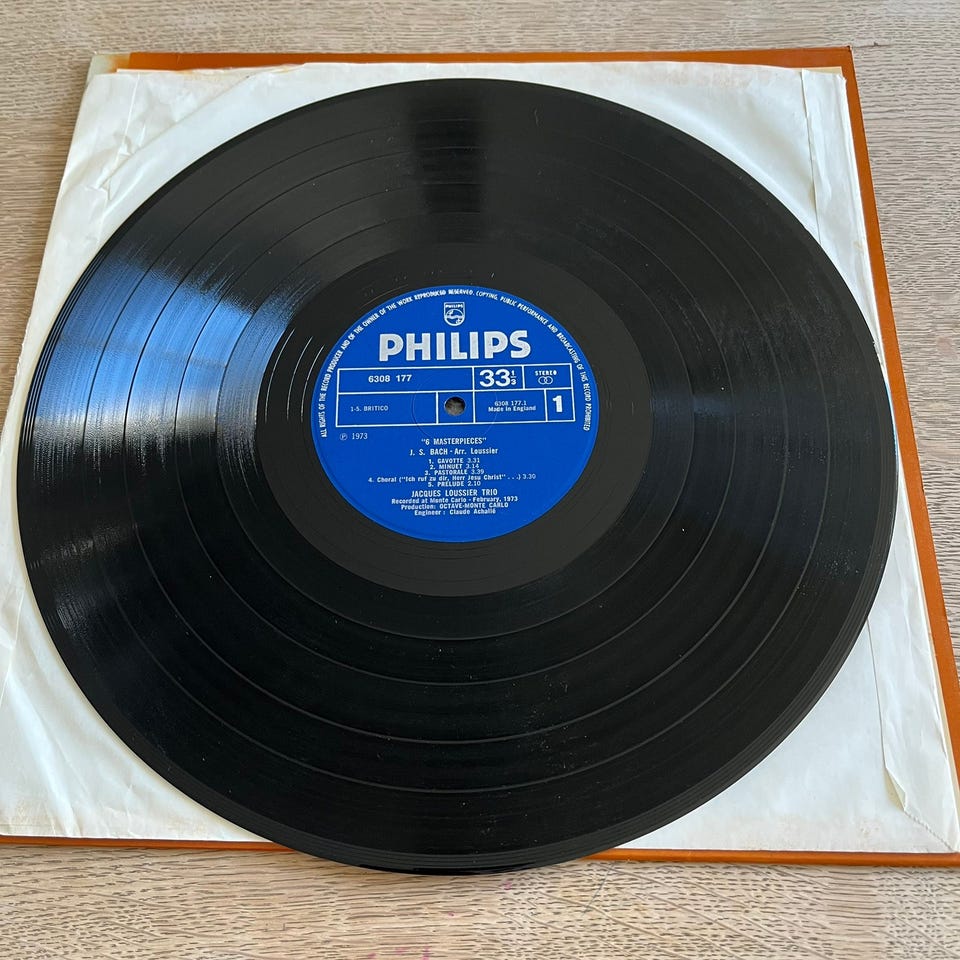 ALL RIGHTS OF THE RECORD PRODUCER AND OF THE OWNER OF THE WORK REPRODUCED RESERVED. COPYING, PUBLIC PERFORMANCE AND BROADCASTING OF THIS RECORD PROHIBITED
PHILIPS
PHILIPS
6308 177
33⅓
STEREO
1-5. BRITICO
6308 177.1
Made in England
1
℗ 1973
"6 MASTERPIECES"
J. S. BACH - Arr. Loussier
1. GAVOTTE 3.31
2. MINUET 3.14
3. PASTORALE 3.39
4. Choral ("Ich ruf zu dir, Herr Jesu Christ" . . .) 3.30
5. PRELUDE 2.10
JACQUES LOUSSIER TRIO
Recorded at Monte Carlo - February, 1973
Production: OCTAVE-MONTE CARLO
Engineer : Claude Achallé